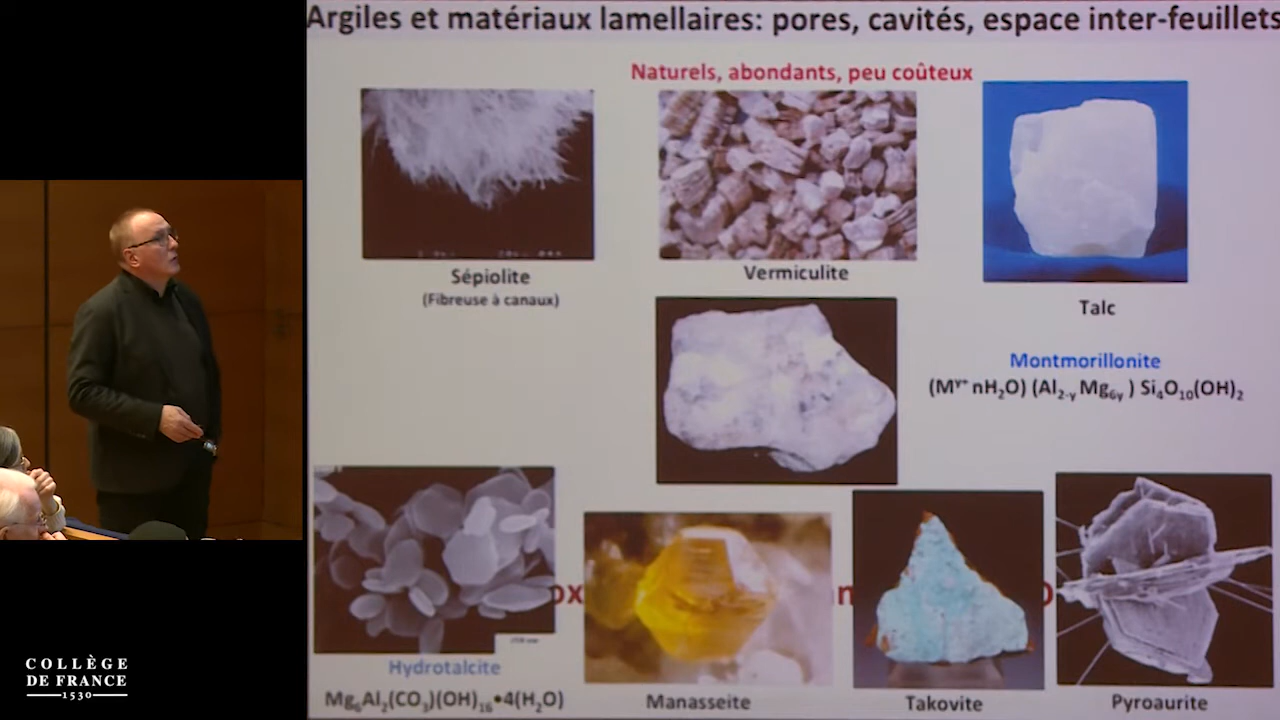 Argiles et matériaux lamellaires: pores, cavités, espace inter-feuillets
Naturels, abondants, peu coûteux
Sépiolite
(Fibreuse à canaux)
Vermiculite
Talc
Montmorillonite
(Mʸ⁺ nH₂O) (Al₂₋ᵧ Mg₆ᵧ ) Si₄O₁₀(OH)₂
Hydrotalcite
Mg₆Al₂(CO₃)(OH)₁₆•4(H₂O)
Manasseite
Takovite
Pyroaurite
COLLÈGE
DE FRANCE
1530